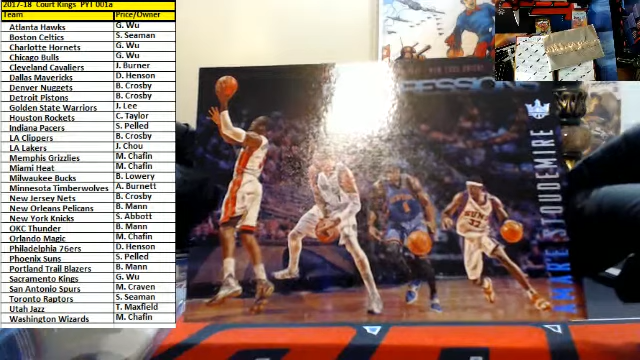 2017-18 Court Kings PYT 001a
Team Price/Owner
Atlanta Hawks G. Wu
Boston Celtics S. Seaman
Charlotte Hornets G. Wu
Chicago Bulls G. Wu
Cleveland Cavaliers J. Burner
Dallas Mavericks D. Henson
Denver Nuggets B. Crosby
Detroit Pistons B. Crosby
Golden State Warriors J. Lee
Houston Rockets C. Taylor
Indiana Pacers S. Pelled
LA Clippers B. Crosby
LA Lakers J. Chou
Memphis Grizzlies M. Chafin
Miami Heat M. Chafin
Milwaukee Bucks B. Lowery
Minnesota Timberwolves A. Burnett
New Jersey Nets B. Crosby
New Orleans Pelicans B. Mann
New York Knicks S. Abbott
OKC Thunder B. Mann
Orlando Magic M. Chafin
Philadelphia 76ers D. Henson
Phoenix Suns S. Pelled
Portland Trail Blazers B. Mann
Sacramento Kings G. Wu
San Antonio Spurs M. Craven
Toronto Raptors S. Seaman
Utah Jazz T. Maxfield
Washington Wizards M. Chafin
AMAR'E STOUDEMIRE